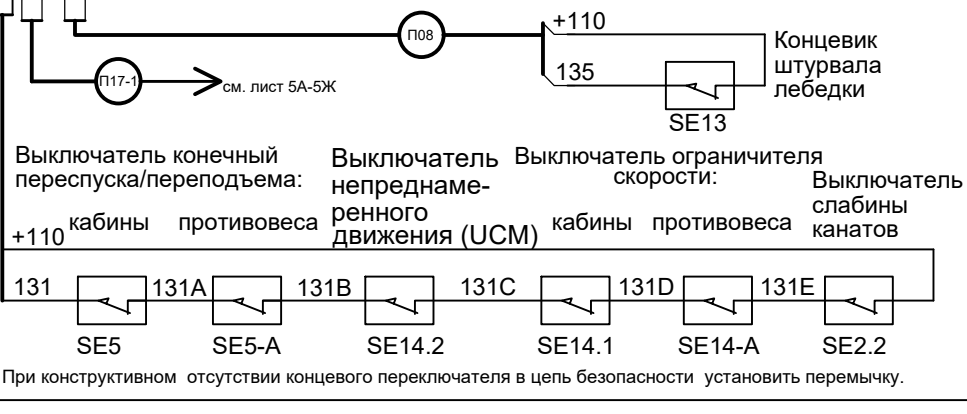 П08
+110
Концевик
штурвала
лебедки
135
SE13
П17-1
см. лист 5А-5Ж
Выключатель конечный
переспуска/переподъема:
кабины противовеса
Выключатель
непреднаме-
ренного
движения (UCM)
Выключатель ограничителя
скорости:
кабины противовеса
Выключатель
слабины
канатов
+110
131 131A 131B 131C 131D 131E
SE5 SE5-A SE14.2 SE14.1 SE14-A SE2.2
При конструктивном отсутствии концевого переключателя в цепь безопасности установить перемычку.